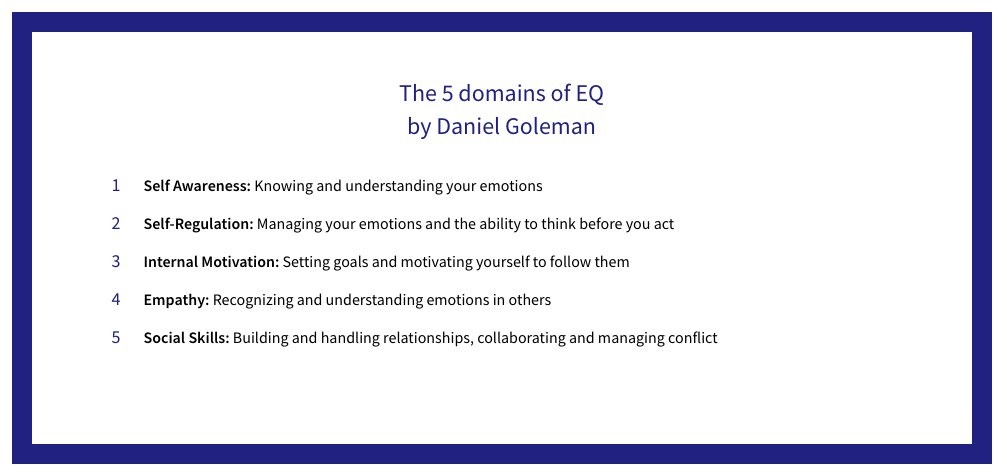 The 5 domains of EQ
by Daniel Goleman
1 Self Awareness: Knowing and understanding your emotions
2 Self-Regulation: Managing your emotions and the ability to think before you act
3 Internal Motivation: Setting goals and motivating yourself to follow them
4 Empathy: Recognizing and understanding emotions in others
5 Social Skills: Building and handling relationships, collaborating and managing conflict